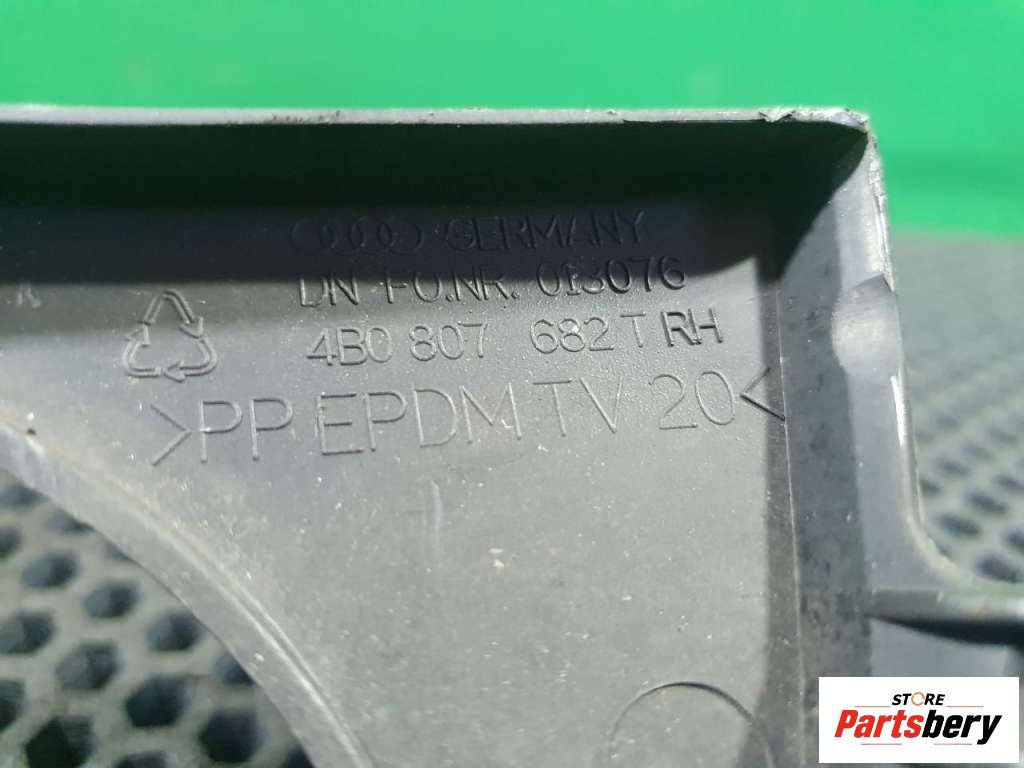 GERMANY
DN FO.NR. 013076
4B0 807 682 T RH
>PP EPDM TV 20<
STORE
Partsbery